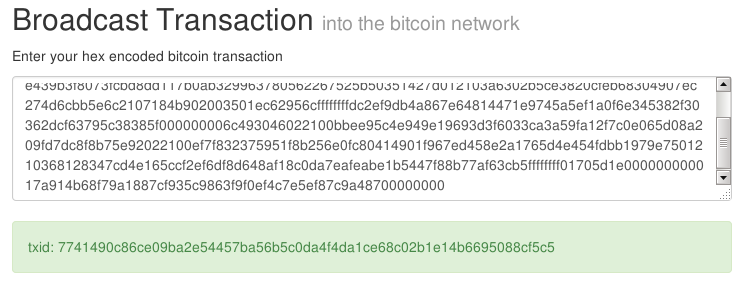 Broadcast Transaction into the bitcoin network
Enter your hex encoded bitcoin transaction
e439b3f8073fcbd8dd117b0ab329963780562267525b50351427d012103a6302b5ce3820cfeb68304907ec
274d6cbb5e6c2107184b902003501ec62956cffffffffdc2ef9db4a867e64814471e9745a5ef1a0f6e345382f30
362dcf63795c38385f000000006c493046022100bbee95c4e949e19693d3f6033ca3a59fa12f7c0e065d08a2
09fd7dc8f8b75e92022100ef7f832375951f8b256e0fc80414901f967ed458e2a1765d4e454fdbb1979e75012
10368128347cd4e165ccf2ef6df8d648af18c0da7eafeabe1b5447f88b77af63cb5ffffffff01705d1e0000000000
17a914b68f79a1887cf935c9863f9f0ef4c7e5ef87c9a48700000000
txid: 7741490c86ce09ba2e54457ba56b5c0da4f4da1ce68c02b1e14b6695088cf5c5